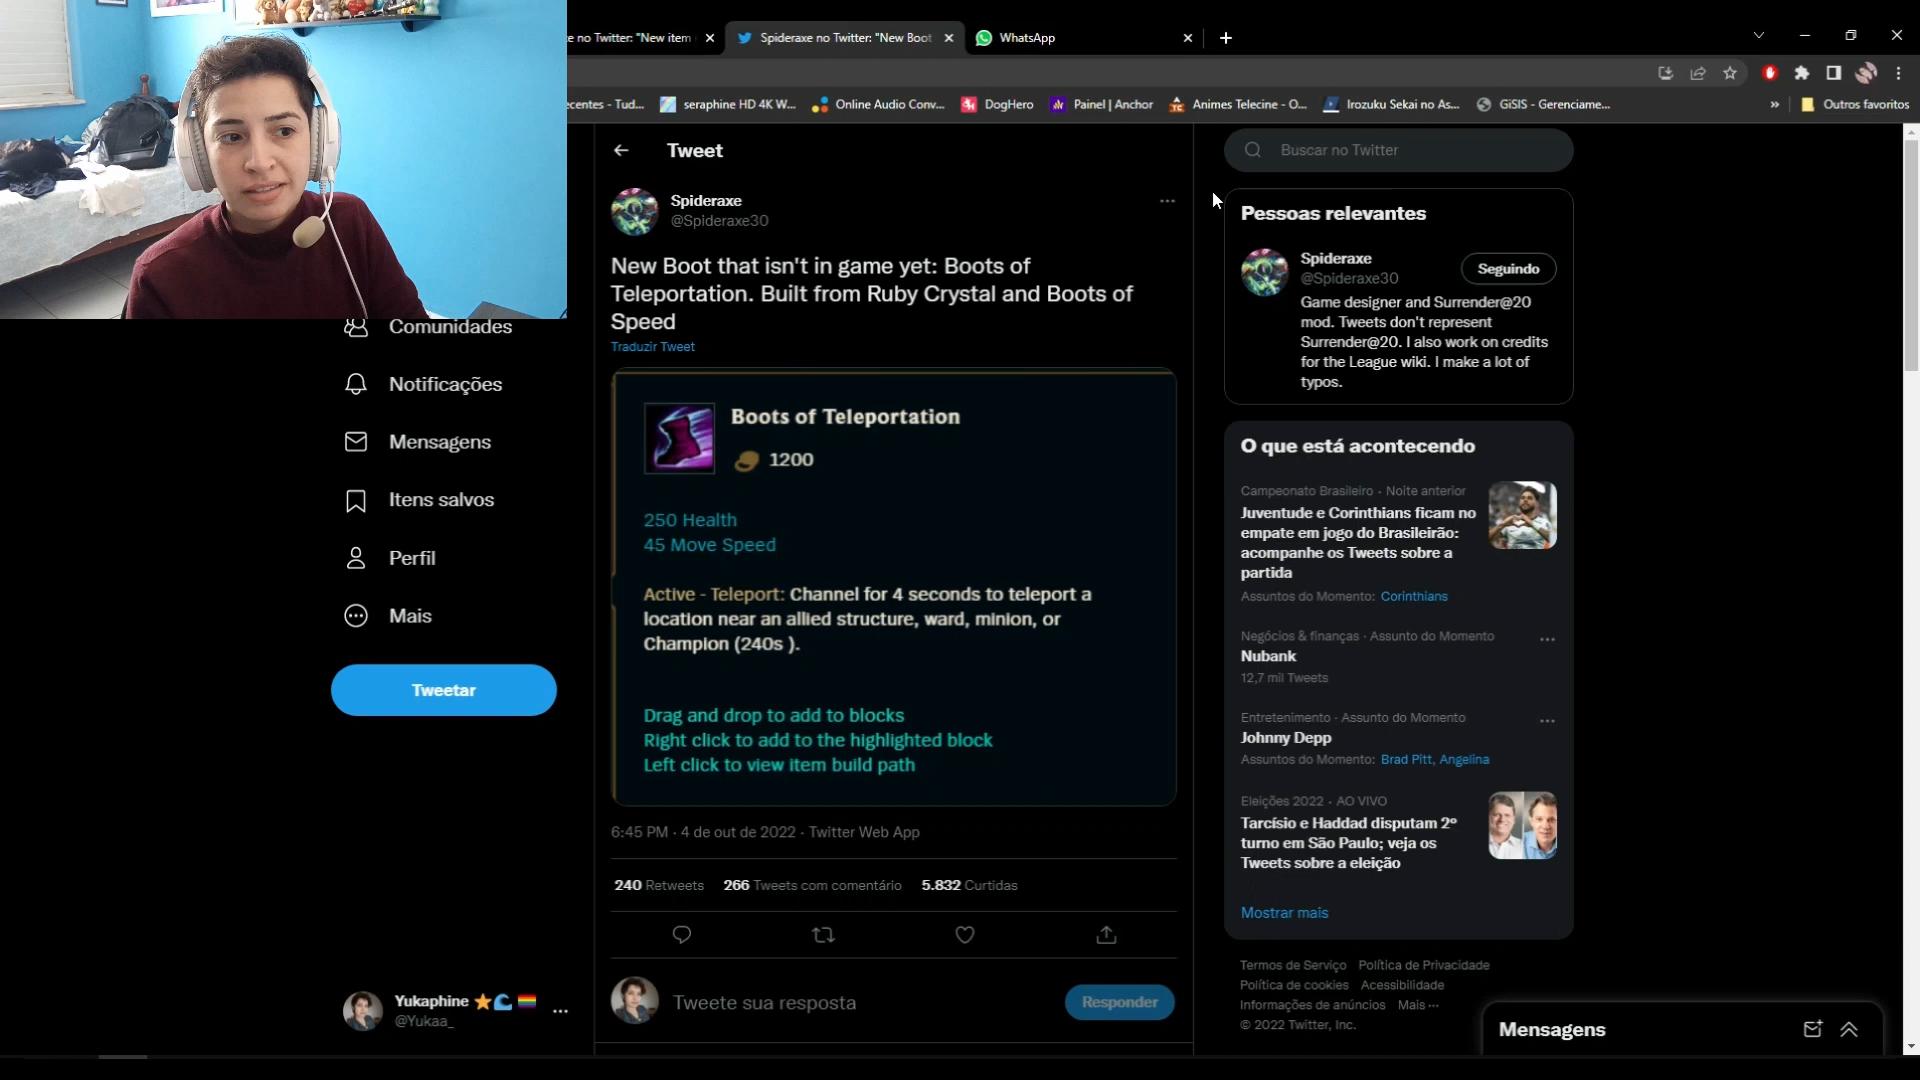 e no Twitter: "New item
Spideraxe no Twitter: "New Boot
WhatsApp
ecentes - Tud...
seraphine HD 4K W...
Online Audio Conv...
DogHero
Painel | Anchor
Animes Telecine - O...
Irozuku Sekai no As...
GiSIS - Gerenciame...
»
Outros favoritos
Comunidades
Notificações
Mensagens
Itens salvos
Perfil
Mais
Tweetar
Yukaphine
@Yukaa_
Tweet
Spideraxe
@Spideraxe30
New Boot that isn't in game yet: Boots of
Teleportation. Built from Ruby Crystal and Boots of
Speed
Traduzir Tweet
Boots of Teleportation
1200
250 Health
45 Move Speed
Active - Teleport: Channel for 4 seconds to teleport a
location near an allied structure, ward, minion, or
Champion (240s ).
Drag and drop to add to blocks
Right click to add to the highlighted block
Left click to view item build path
6:45 PM · 4 de out de 2022 · Twitter Web App
240 Retweets 266 Tweets com comentário 5.832 Curtidas
Tweete sua resposta
Responder
Buscar no Twitter
Pessoas relevantes
Spideraxe
@Spideraxe30
Seguindo
Game designer and Surrender@20
mod. Tweets don't represent
Surrender@20. I also work on credits
for the League wiki. I make a lot of
typos.
O que está acontecendo
Campeonato Brasileiro · Noite anterior
Juventude e Corinthians ficam no
empate em jogo do Brasileirão:
acompanhe os Tweets sobre a
partida
Assuntos do Momento: Corinthians
Negócios & finanças · Assunto do Momento
Nubank
12,7 mil Tweets
Entretenimento · Assunto do Momento
Johnny Depp
Assuntos do Momento: Brad Pitt, Angelina
Eleições 2022 · AO VIVO
Tarcísio e Haddad disputam 2º
turno em São Paulo; veja os
Tweets sobre a eleição
Mostrar mais
Termos de Serviço Política de Privacidade
Política de cookies Acessibilidade
Informações de anúncios Mais ···
© 2022 Twitter, Inc.
Mensagens